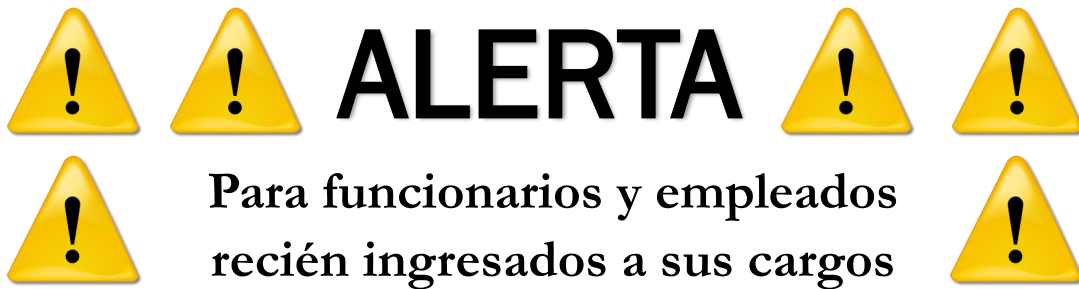 ALERTA
Para funcionarios y empleados
recién ingresados a sus cargos